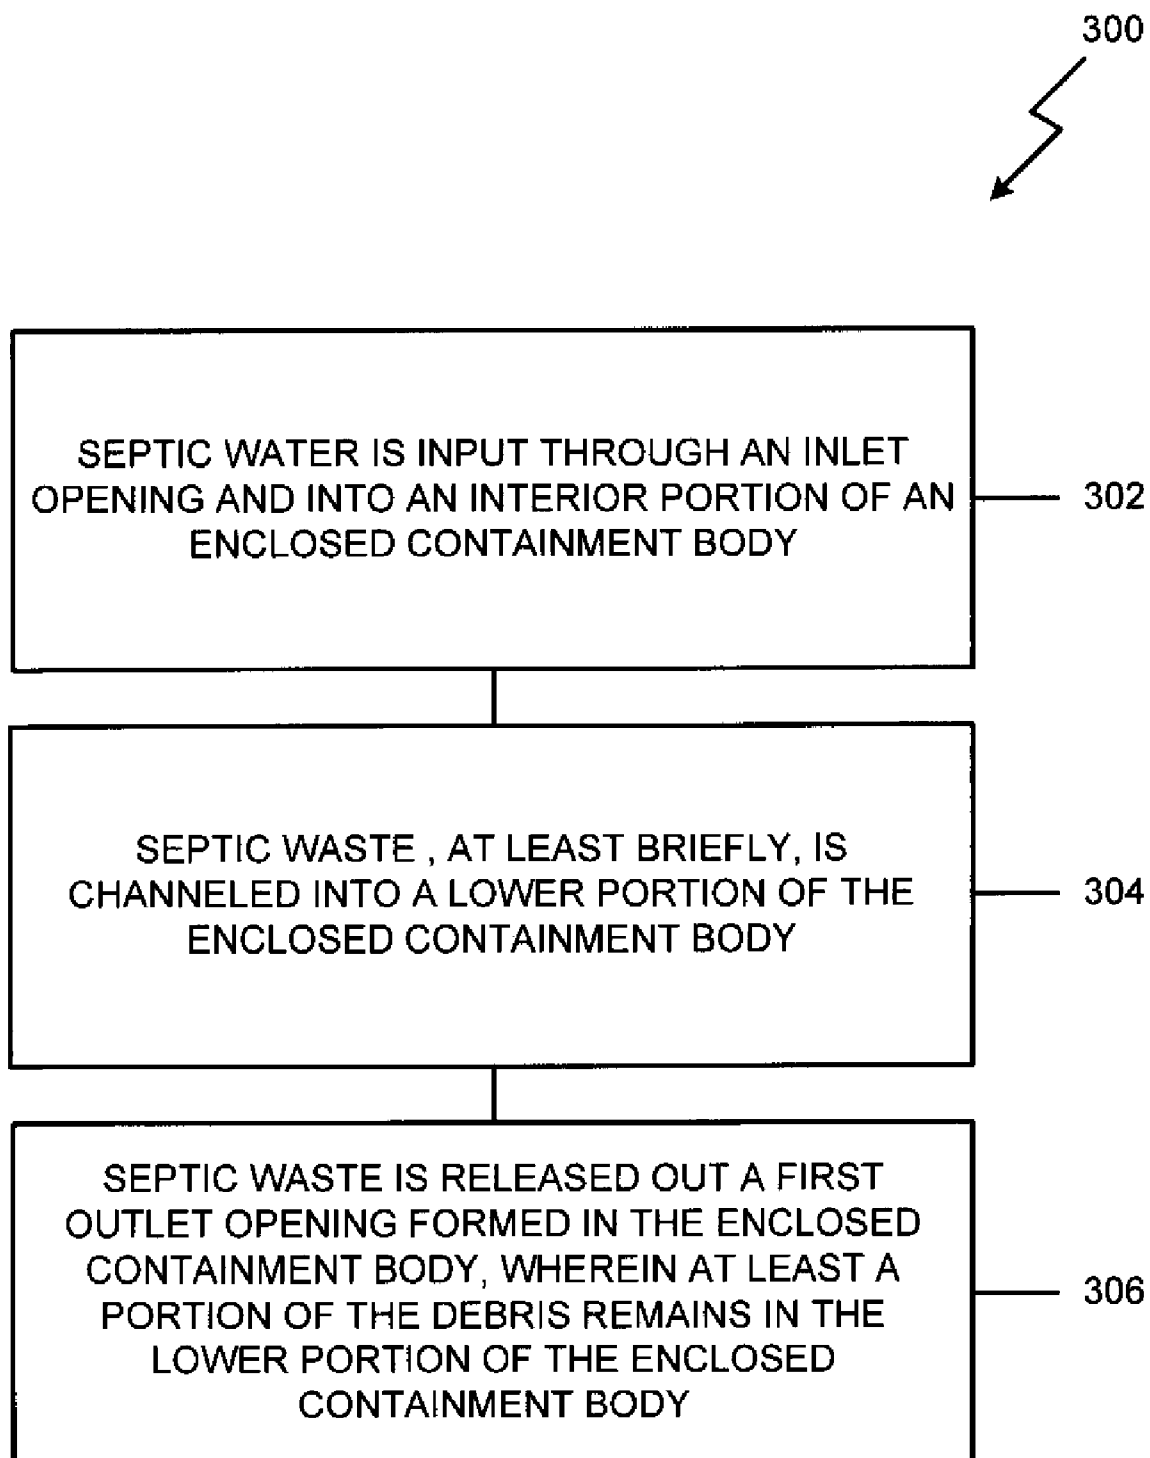 300
SEPTIC WATER IS INPUT THROUGH AN INLET
OPENING AND INTO AN INTERIOR PORTION OF AN
ENCLOSED CONTAINMENT BODY
302
SEPTIC WASTE , AT LEAST BRIEFLY, IS
CHANNELED INTO A LOWER PORTION OF THE
ENCLOSED CONTAINMENT BODY
304
SEPTIC WASTE IS RELEASED OUT A FIRST
OUTLET OPENING FORMED IN THE ENCLOSED
CONTAINMENT BODY, WHEREIN AT LEAST A
PORTION OF THE DEBRIS REMAINS IN THE
LOWER PORTION OF THE ENCLOSED
CONTAINMENT BODY
306